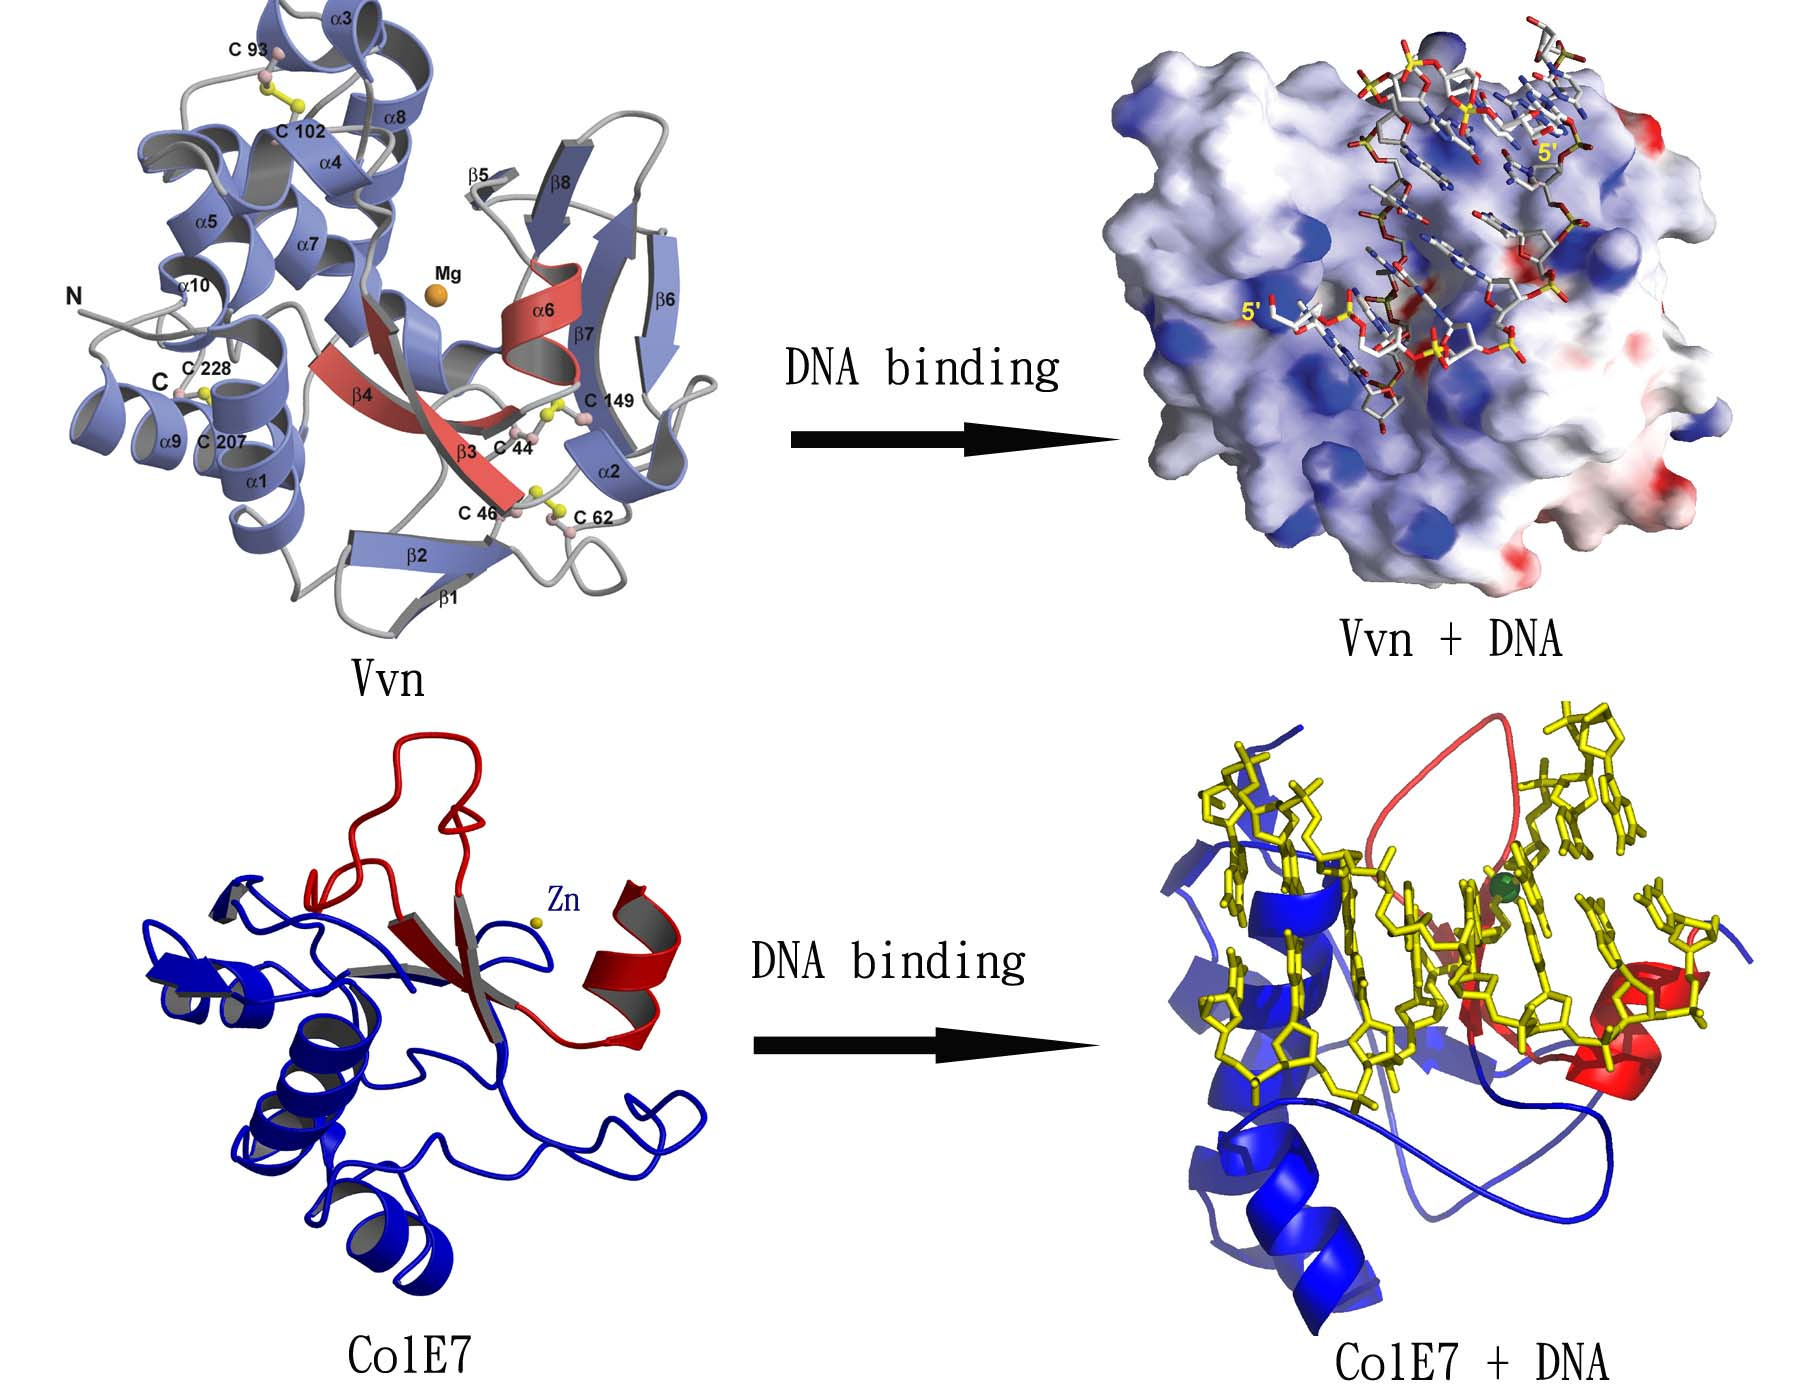 α3
C 93
α8
C 102
α4
β5
β8
α5
α7
Mg
α10
N
α6
β6
β7
C 228
C
β4
C 149
α9
C 207
β3
C 44
α2
α1
C 46
C 62
β2
β1
Vvn
DNA binding
5'
5'
Vvn + DNA
Zn
ColE7
DNA binding
ColE7 + DNA